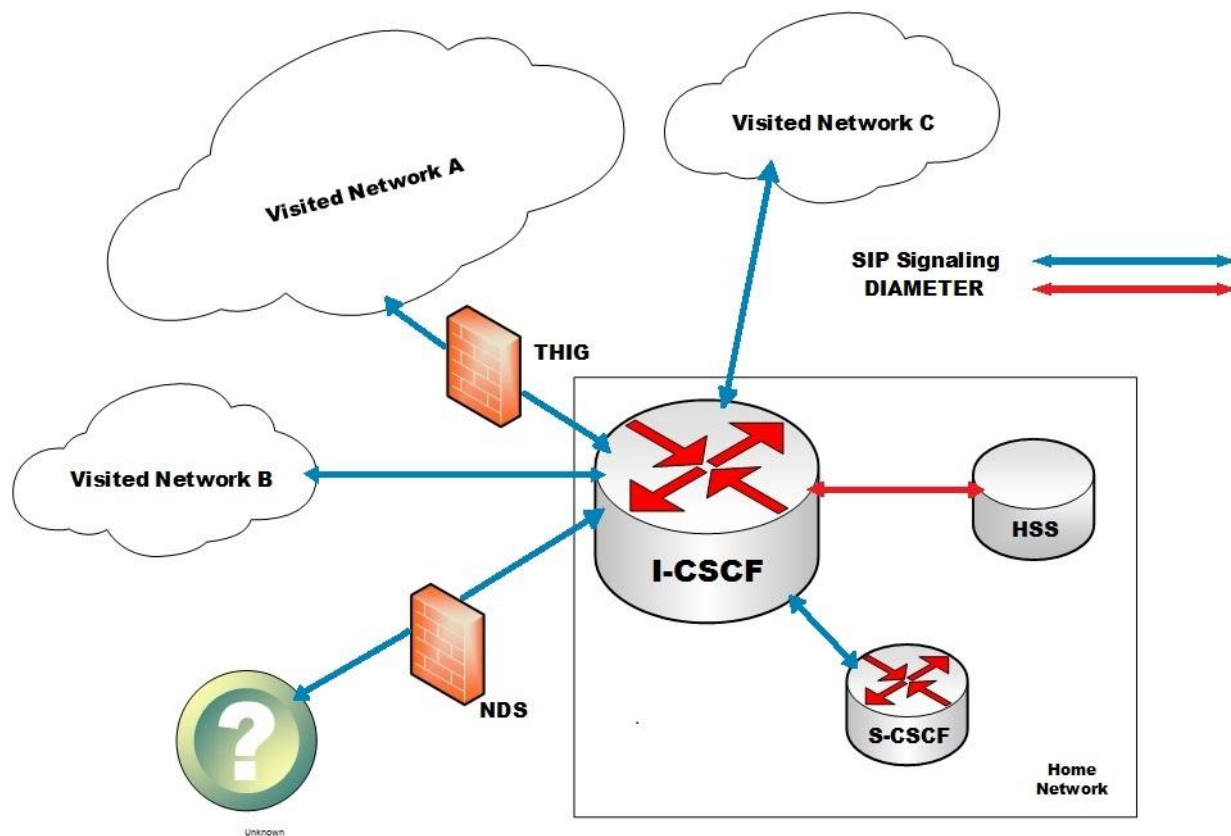 Visited Network C
Visited Network A
SIP Signaling
DIAMETER
THIG
Visited Network B
HSS
I-CSCF
NDS
S-CSCF
?
Home
Network
Unknown